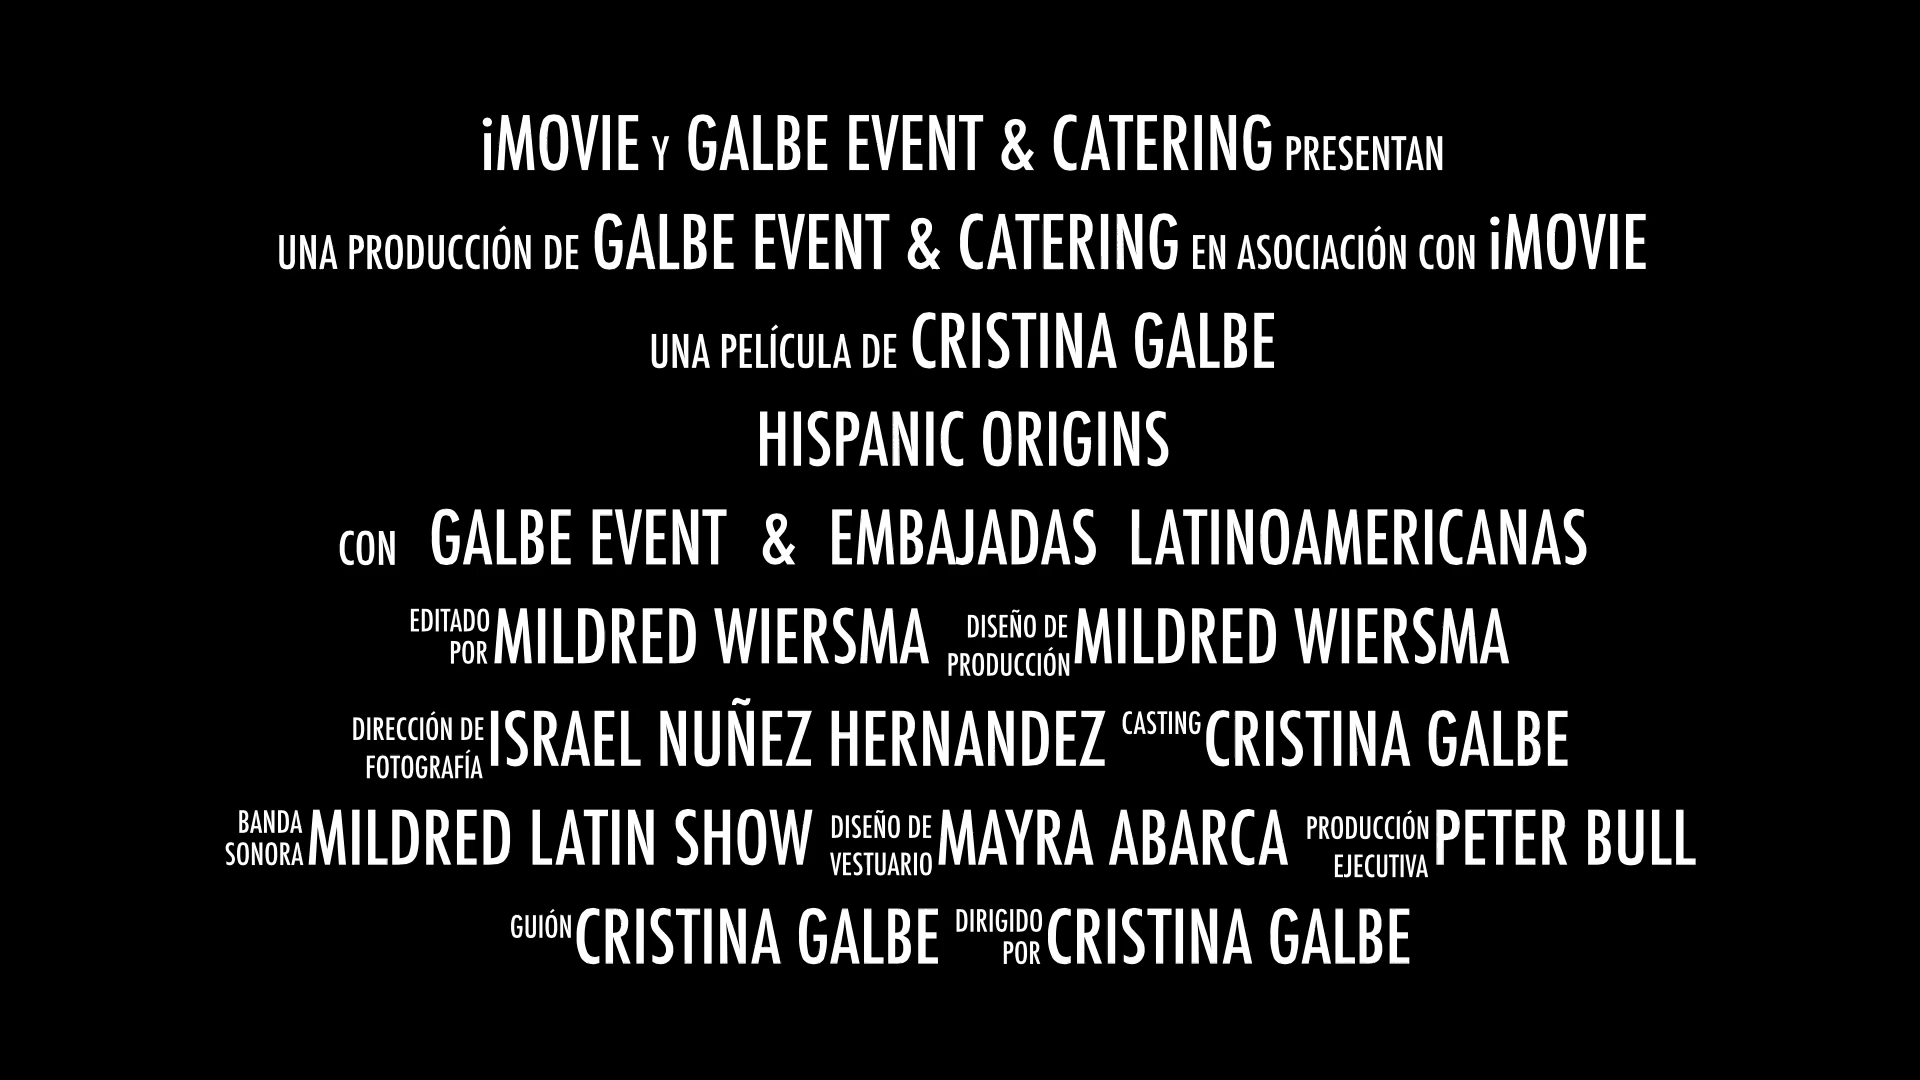 iMOVIE Y GALBE EVENT & CATERING PRESENTAN
UNA PRODUCCIÓN DE GALBE EVENT & CATERING EN ASOCIACIÓN CON iMOVIE
UNA PELÍCULA DE CRISTINA GALBE
HISPANIC ORIGINS
CON GALBE EVENT & EMBAJADAS LATINOAMERICANAS
EDITADO POR MILDRED WIERSMA DISEÑO DE PRODUCCIÓN MILDRED WIERSMA
DIRECCIÓN DE FOTOGRAFÍA ISRAEL NUÑEZ HERNANDEZ CASTING CRISTINA GALBE
BANDA SONORA MILDRED LATIN SHOW DISEÑO DE VESTUARIO MAYRA ABARCA PRODUCCIÓN EJECUTIVA PETER BULL
GUIÓN CRISTINA GALBE DIRIGIDO POR CRISTINA GALBE